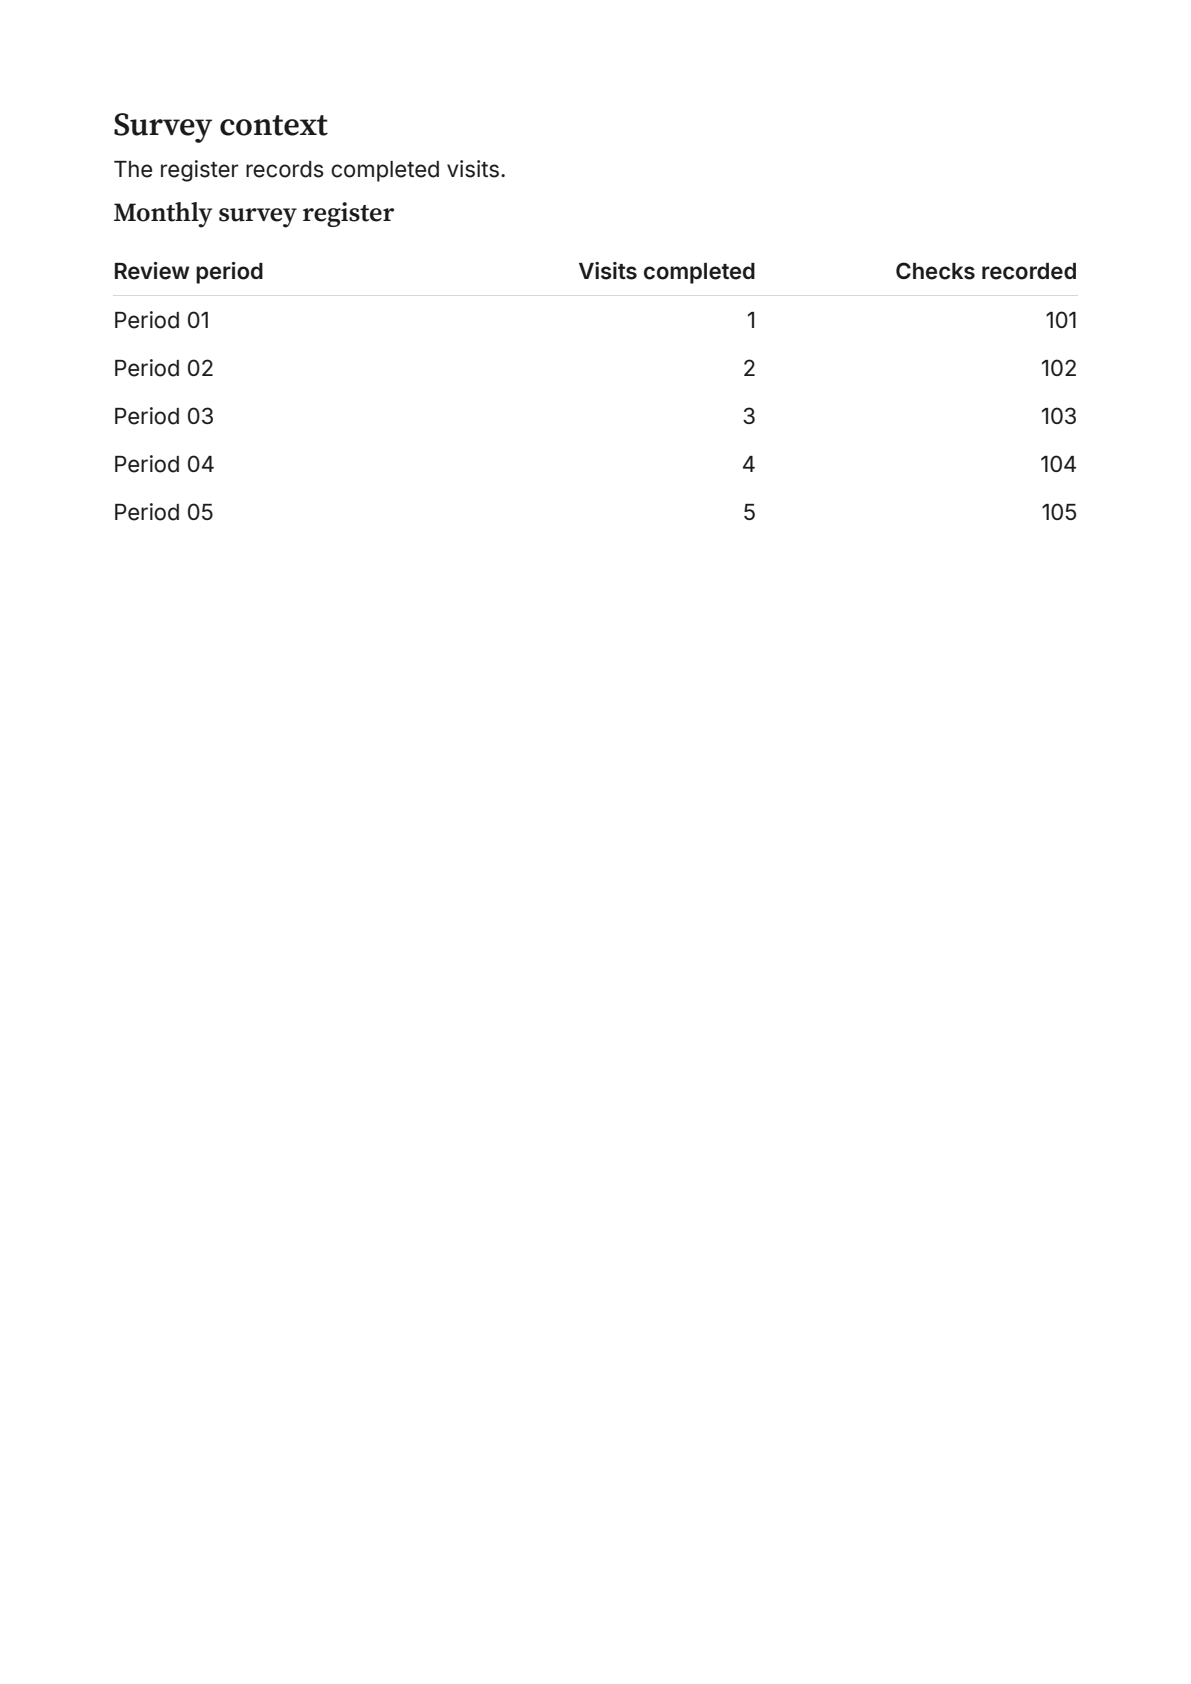 Survey context
The register records completed visits.
Monthly survey register
Review period Visits completed Checks recorded
Period 01 1 101
Period 02 2 102
Period 03 3 103
Period 04 4 104
Period 05 5 105